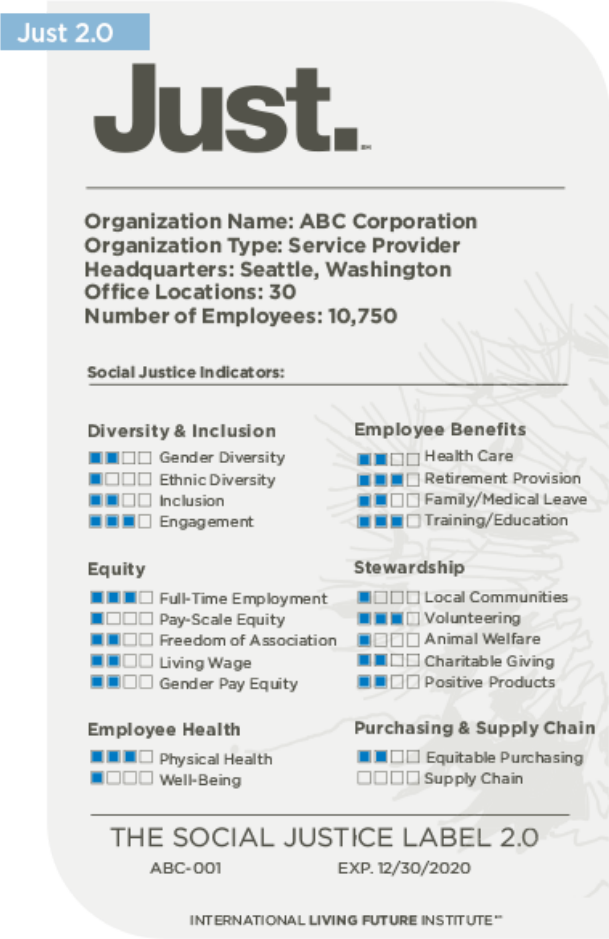 Just 2.0
Just.℠
Organization Name: ABC Corporation
Organization Type: Service Provider
Headquarters: Seattle, Washington
Office Locations: 30
Number of Employees: 10,750
Social Justice Indicators:
Diversity & Inclusion
Gender Diversity
Ethnic Diversity
Inclusion
Engagement
Employee Benefits
Health Care
Retirement Provision
Family/Medical Leave
Training/Education
Equity
Full-Time Employment
Pay-Scale Equity
Freedom of Association
Living Wage
Gender Pay Equity
Stewardship
Local Communities
Volunteering
Animal Welfare
Charitable Giving
Positive Products
Employee Health
Physical Health
Well-Being
Purchasing & Supply Chain
Equitable Purchasing
Supply Chain
THE SOCIAL JUSTICE LABEL 2.0
ABC-001 EXP. 12/30/2020
INTERNATIONAL LIVING FUTURE INSTITUTE℠